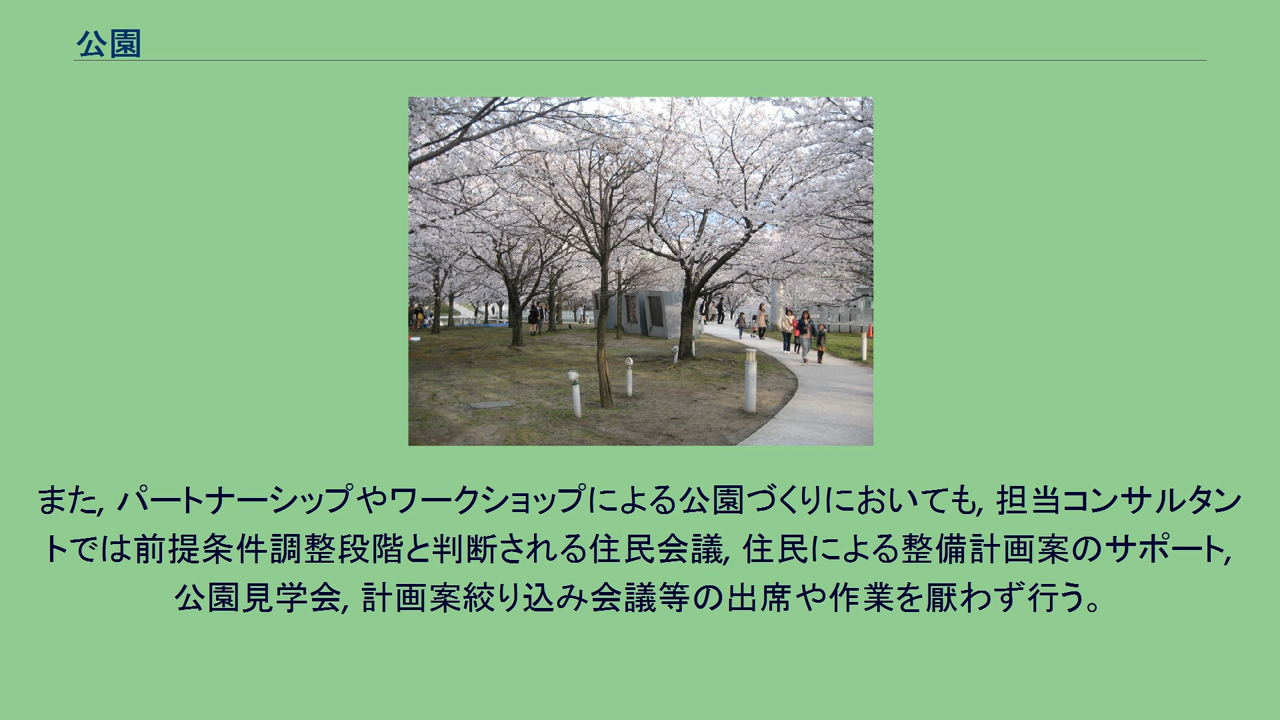 公園
また, パートナーシップやワークショップによる公園づくりにおいても, 担当コンサルタン
トでは前提条件調整段階と判断される住民会議, 住民による整備計画案のサポート,
公園見学会, 計画案絞り込み会議等の出席や作業を厭わず行う。